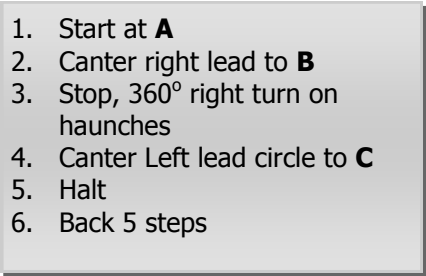 1. Start at A
2. Canter right lead to B
3. Stop, 360° right turn on
haunches
4. Canter Left lead circle to C
5. Halt
6. Back 5 steps